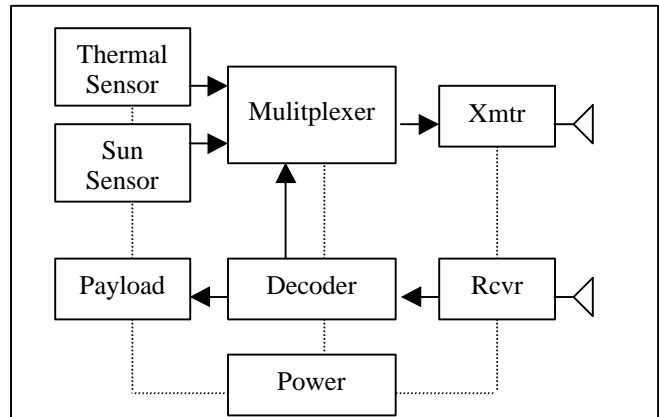 Thermal
Sensor
Mulitplexer
Xmtr
Sun
Sensor
Payload
Decoder
Rcvr
Power